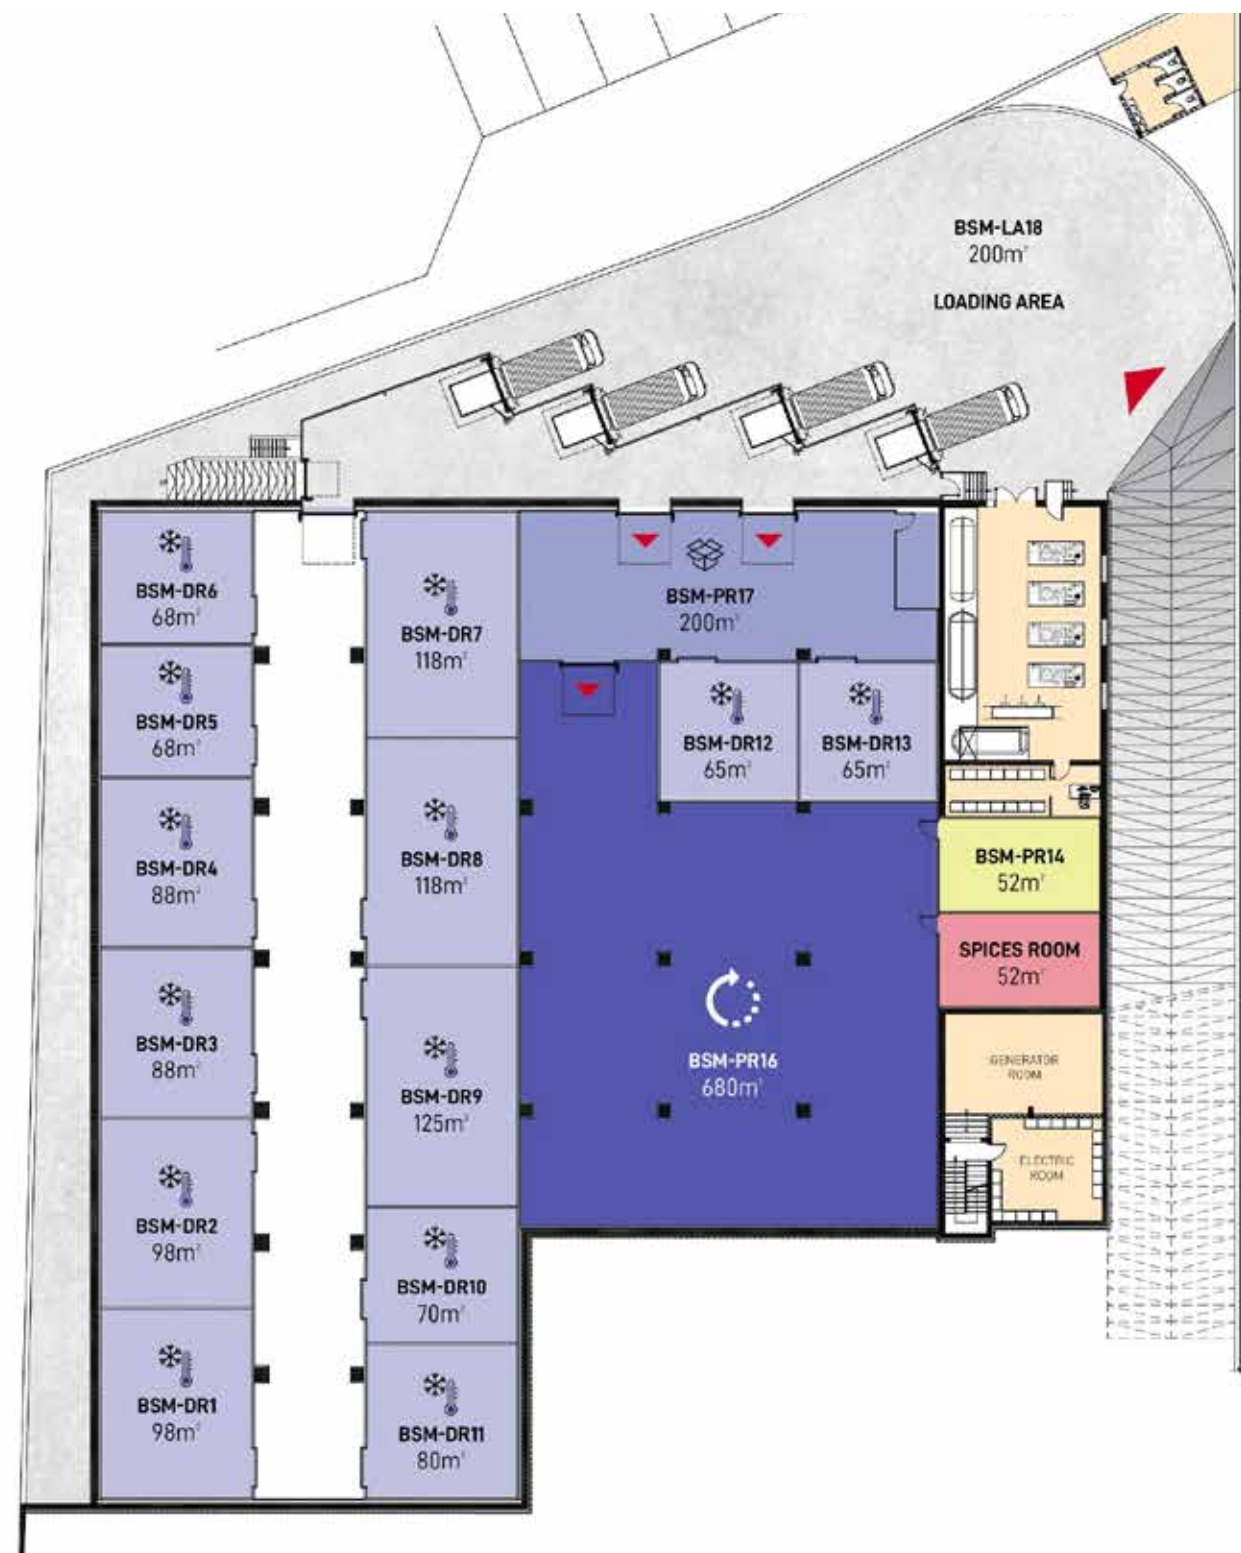 BSM-LA18
200m²
LOADING AREA
BSM-DR6
68m²
BSM-DR5
68m²
BSM-DR4
88m²
BSM-DR3
88m²
BSM-DR2
98m²
BSM-DR1
98m²
BSM-DR7
118m²
BSM-DR8
118m²
BSM-DR9
125m²
BSM-DR10
70m²
BSM-DR11
80m²
BSM-PR17
200m²
BSM-DR12
65m²
BSM-DR13
65m²
BSM-PR16
680m²
BSM-PR14
52m²
SPICES ROOM
52m²
GENERATOR
ROOM
ELECTRIC
ROOM